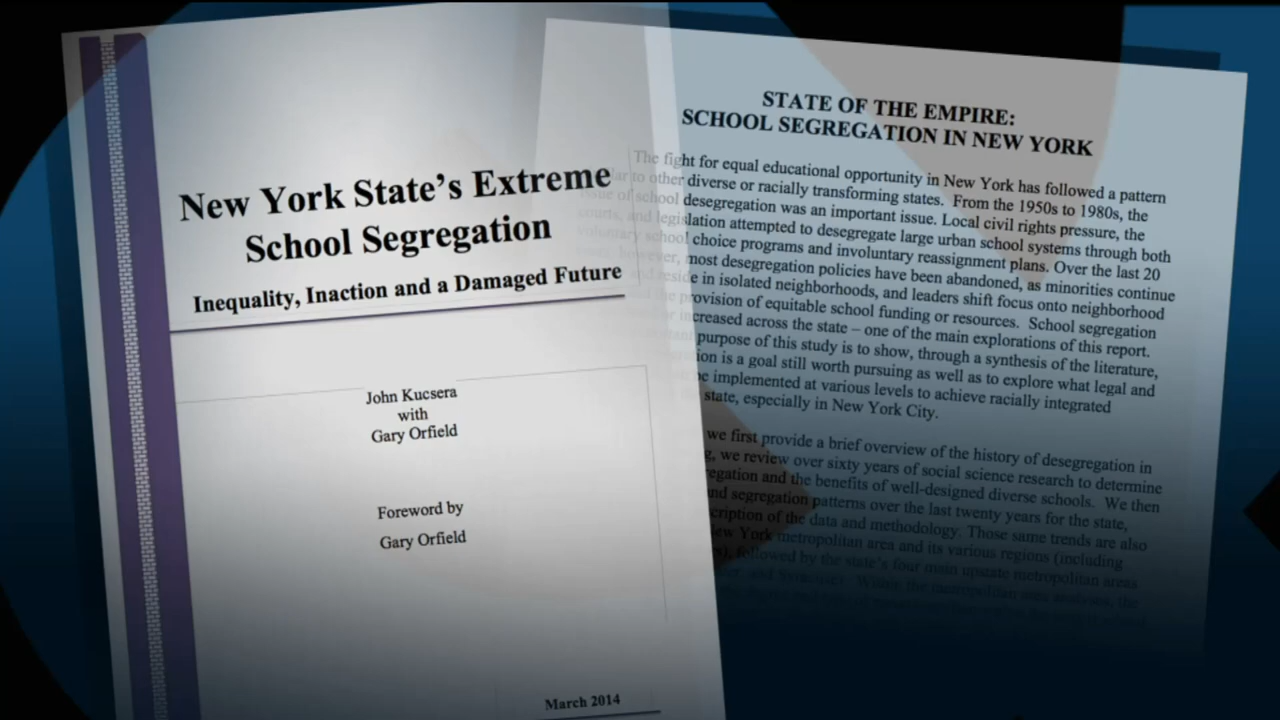 New York State's Extreme
School Segregation
Inequality, Inaction and a Damaged Future
John Kucsera
with
Gary Orfield
Foreword by
Gary Orfield
March 2014
STATE OF THE EMPIRE:
SCHOOL SEGREGATION IN NEW YORK
The fight for equal educational opportunity in New York has followed a pattern
to other diverse or racially transforming states. From the 1950s to 1980s, the
of school desegregation was an important issue. Local civil rights pressure, the
courts, and legislation attempted to desegregate large urban school systems through both
voluntary school choice programs and involuntary reassignment plans. Over the last 20
however, most desegregation policies have been abandoned, as minorities continue
reside in isolated neighborhoods, and leaders shift focus onto neighborhood
provision of equitable school funding or resources. School segregation
increased across the state – one of the main explorations of this report.
purpose of this study is to show, through a synthesis of the literature,
is a goal still worth pursuing as well as to explore what legal and
be implemented at various levels to achieve racially integrated
state, especially in New York City.
we first provide a brief overview of the history of desegregation in
we review over sixty years of social science research to determine
and the benefits of well-designed diverse schools. We then
and segregation patterns over the last twenty years for the state,
of the data and methodology. Those same trends are also
New York metropolitan area and its various regions (including
followed by the state's four main upstate metropolitan areas
and Syracuse